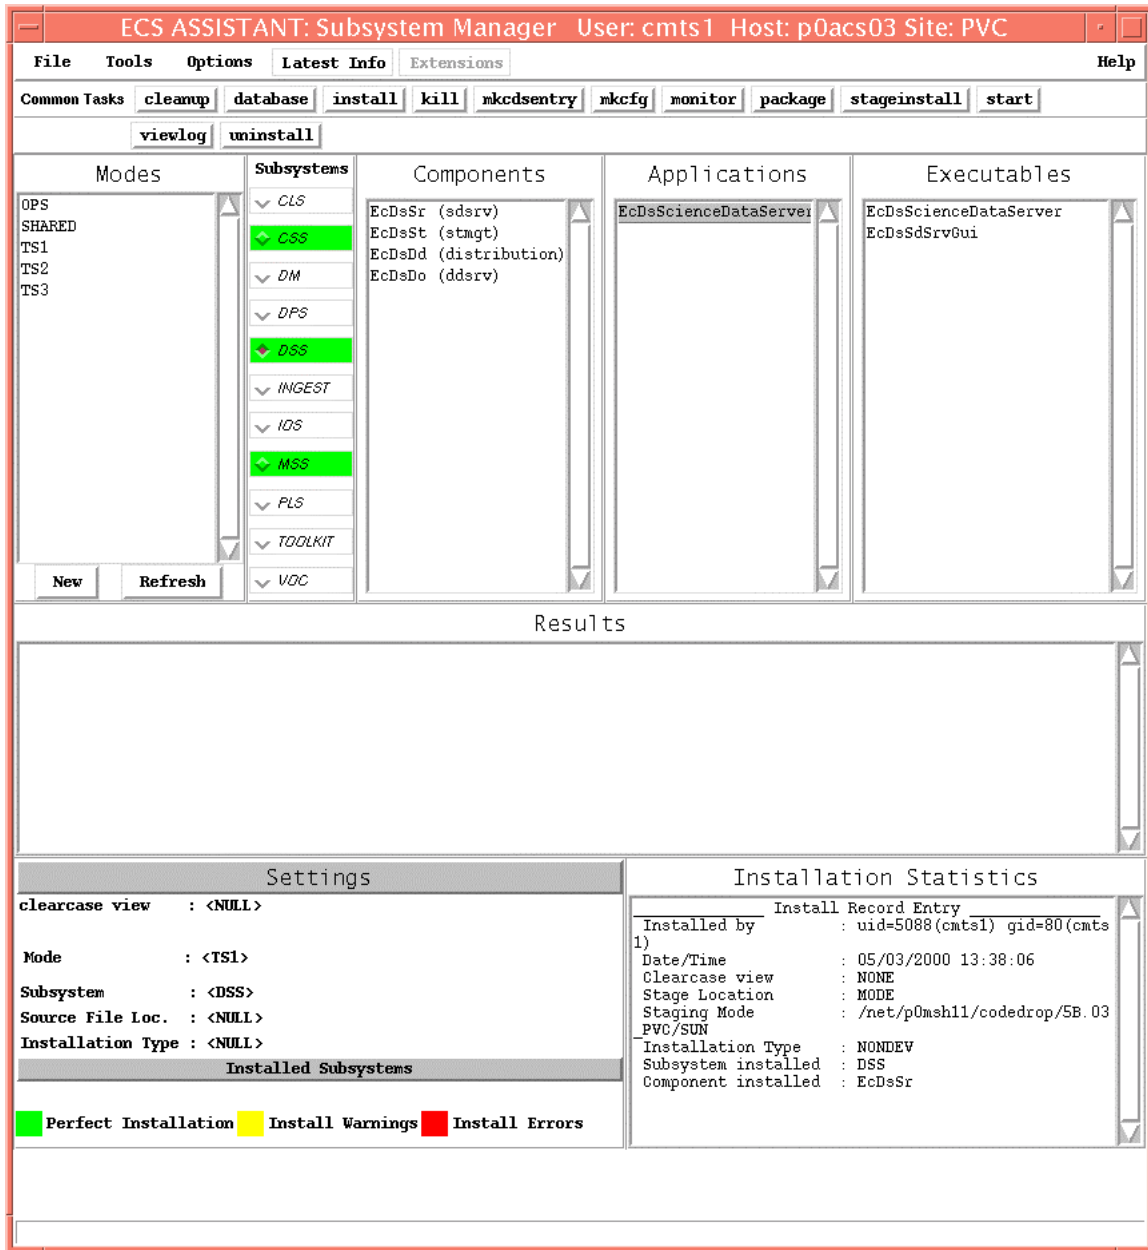 ECS ASSISTANT: Subsystem Manager User: cmts1 Host: p0acs03 Site: PVC
File Tools Options Latest Info Extensions Help
Common Tasks cleanup database install kill mkcdsentry mkcfg monitor package stageinstall start
viewlog uninstall
Modes
OPS
SHARED
TS1
TS2
TS3
New Refresh
Subsystems
CLS
CSS
DM
DPS
DSS
INGEST
IOS
MSS
PLS
TOOLKIT
VOC
Components
EcDsSr (sdsrv)
EcDsSt (stmgt)
EcDsDd (distribution)
EcDsDo (ddsrv)
Applications
EcDsScienceDataServer
Executables
EcDsScienceDataServer
EcDsSdSrvGui
Results
Settings
clearcase view : <NULL>
Mode : <TS1>
Subsystem : <DSS>
Source File Loc. : <NULL>
Installation Type : <NULL>
Installed Subsystems
Perfect Installation Install Warnings Install Errors
Installation Statistics
____________ Install Record Entry ____________
Installed by : uid=5088(cmts1) gid=80(cmts
1)
Date/Time : 05/03/2000 13:38:06
Clearcase view : NONE
Stage Location : MODE
Staging Mode : /net/p0msh11/codedrop/5B.03
_PVC/SUN
Installation Type : NONDEV
Subsystem installed : DSS
Component installed : EcDsSr